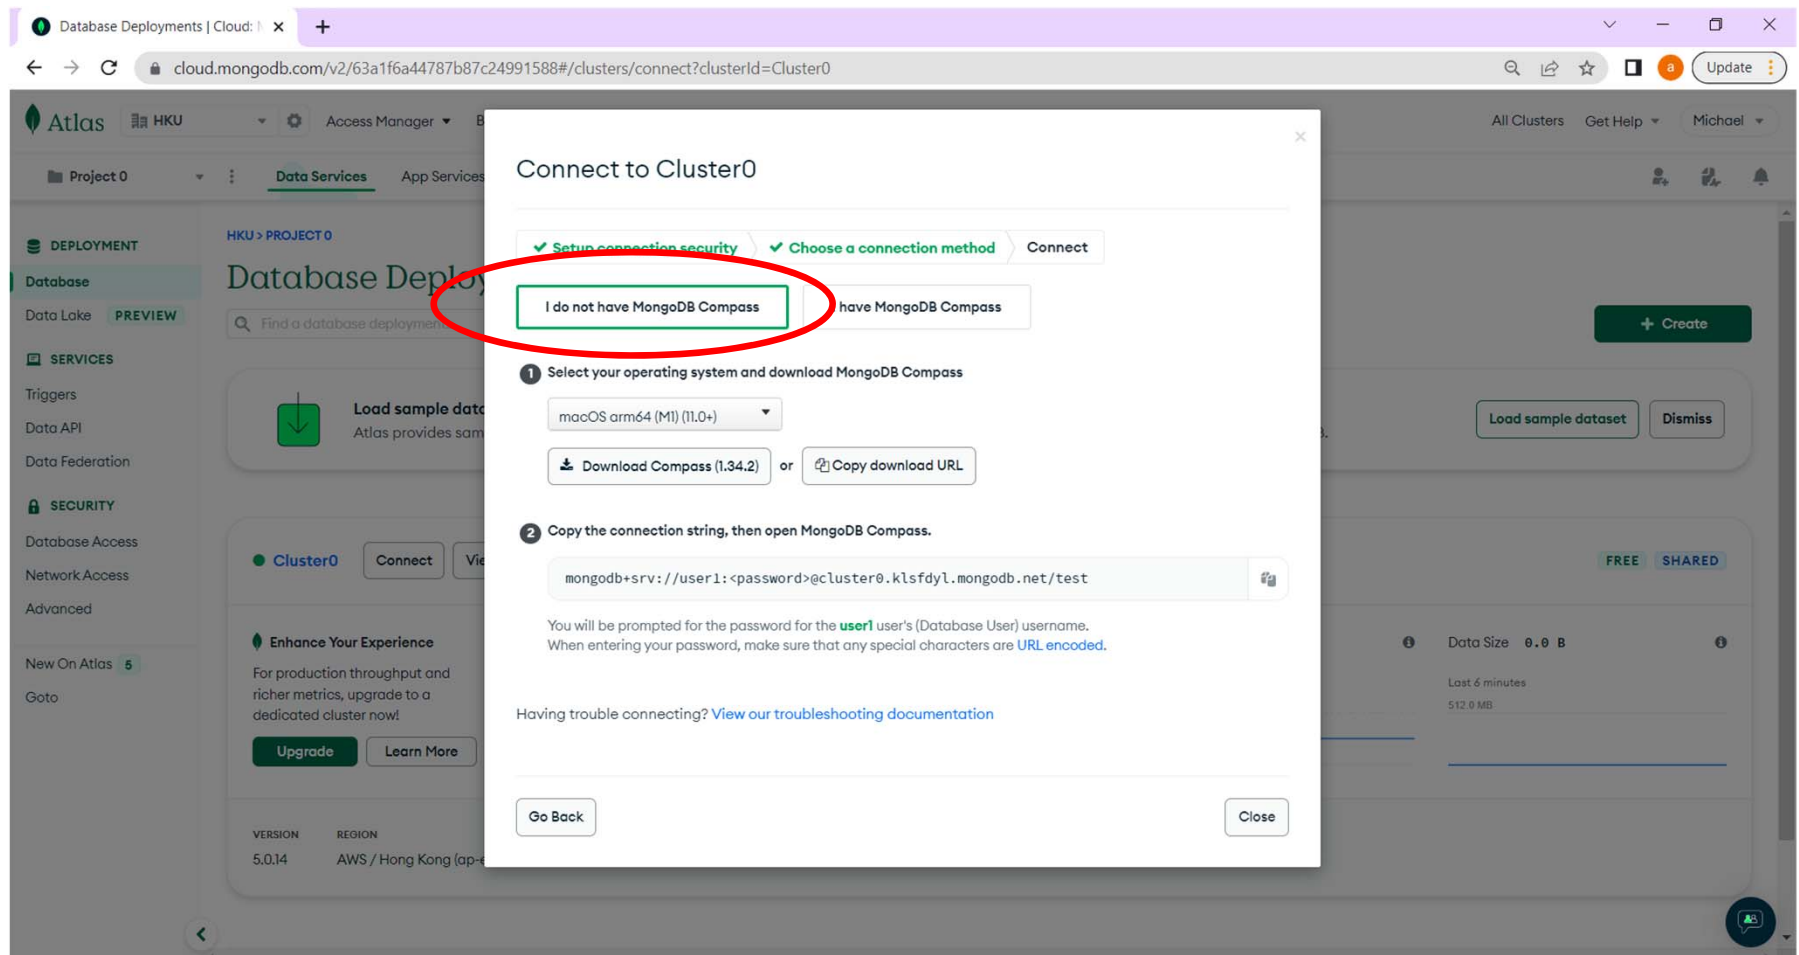 Database Deployments | Cloud:
Update
cloud.mongodb.com/v2/63a1f6a44787b87c24991588#/clusters/connect?clusterId=Cluster0
a
Atlas
HKU
Access Manager
B
All Clusters
Get Help
Michael
Project 0
Data Services
App Services
DEPLOYMENT
Database
Data Lake PREVIEW
SERVICES
Triggers
Data API
Data Federation
SECURITY
Database Access
Network Access
Advanced
New On Atlas 5
Goto
HKU > PROJECT 0
Database Deploy
Find a database deployment
+ Create
Load sample data
Atlas provides sam
Load sample dataset
Dismiss
Cluster0
Connect
Vie
FREE SHARED
Enhance Your Experience
For production throughput and
richer metrics, upgrade to a
dedicated cluster now!
Upgrade
Learn More
Data Size 0.0 B
Last 6 minutes
512.0 MB
VERSION
REGION
5.0.14
AWS / Hong Kong (ap-e
Connect to Cluster0
Setup connection security
Choose a connection method
Connect
I do not have MongoDB Compass
have MongoDB Compass
1 Select your operating system and download MongoDB Compass
macOS arm64 (M1) (11.0+)
Download Compass (1.34.2)
or
Copy download URL
2 Copy the connection string, then open MongoDB Compass.
mongodb+srv://user1:<password>@cluster0.klsfdyl.mongodb.net/test
You will be prompted for the password for the user1 user's (Database User) username.
When entering your password, make sure that any special characters are URL encoded.
Having trouble connecting? View our troubleshooting documentation
Go Back
Close